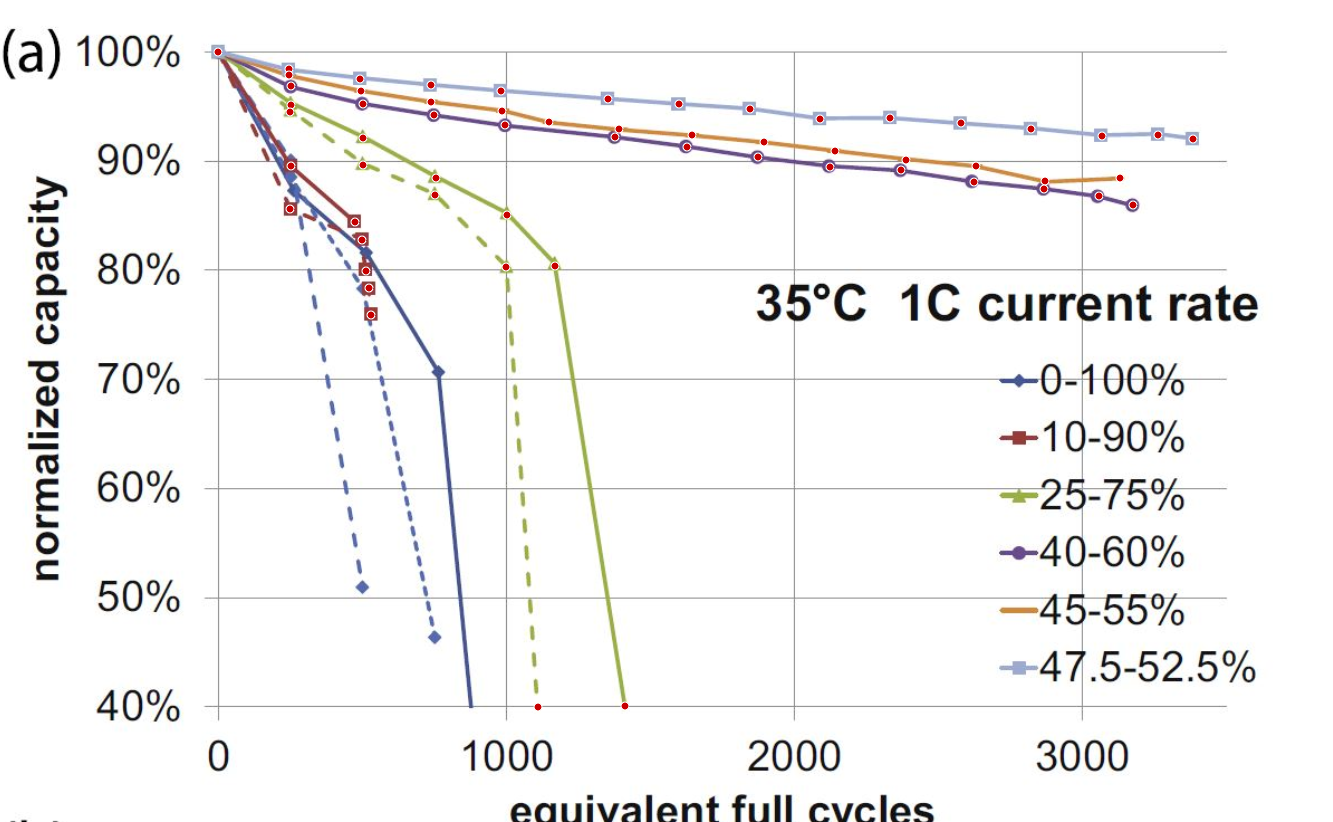 (a)
100%
90%
80%
70%
60%
50%
40%
normalized capacity
35°C 1C current rate
0-100%
10-90%
25-75%
40-60%
45-55%
47.5-52.5%
0 1000 2000 3000
equivalent full cycles